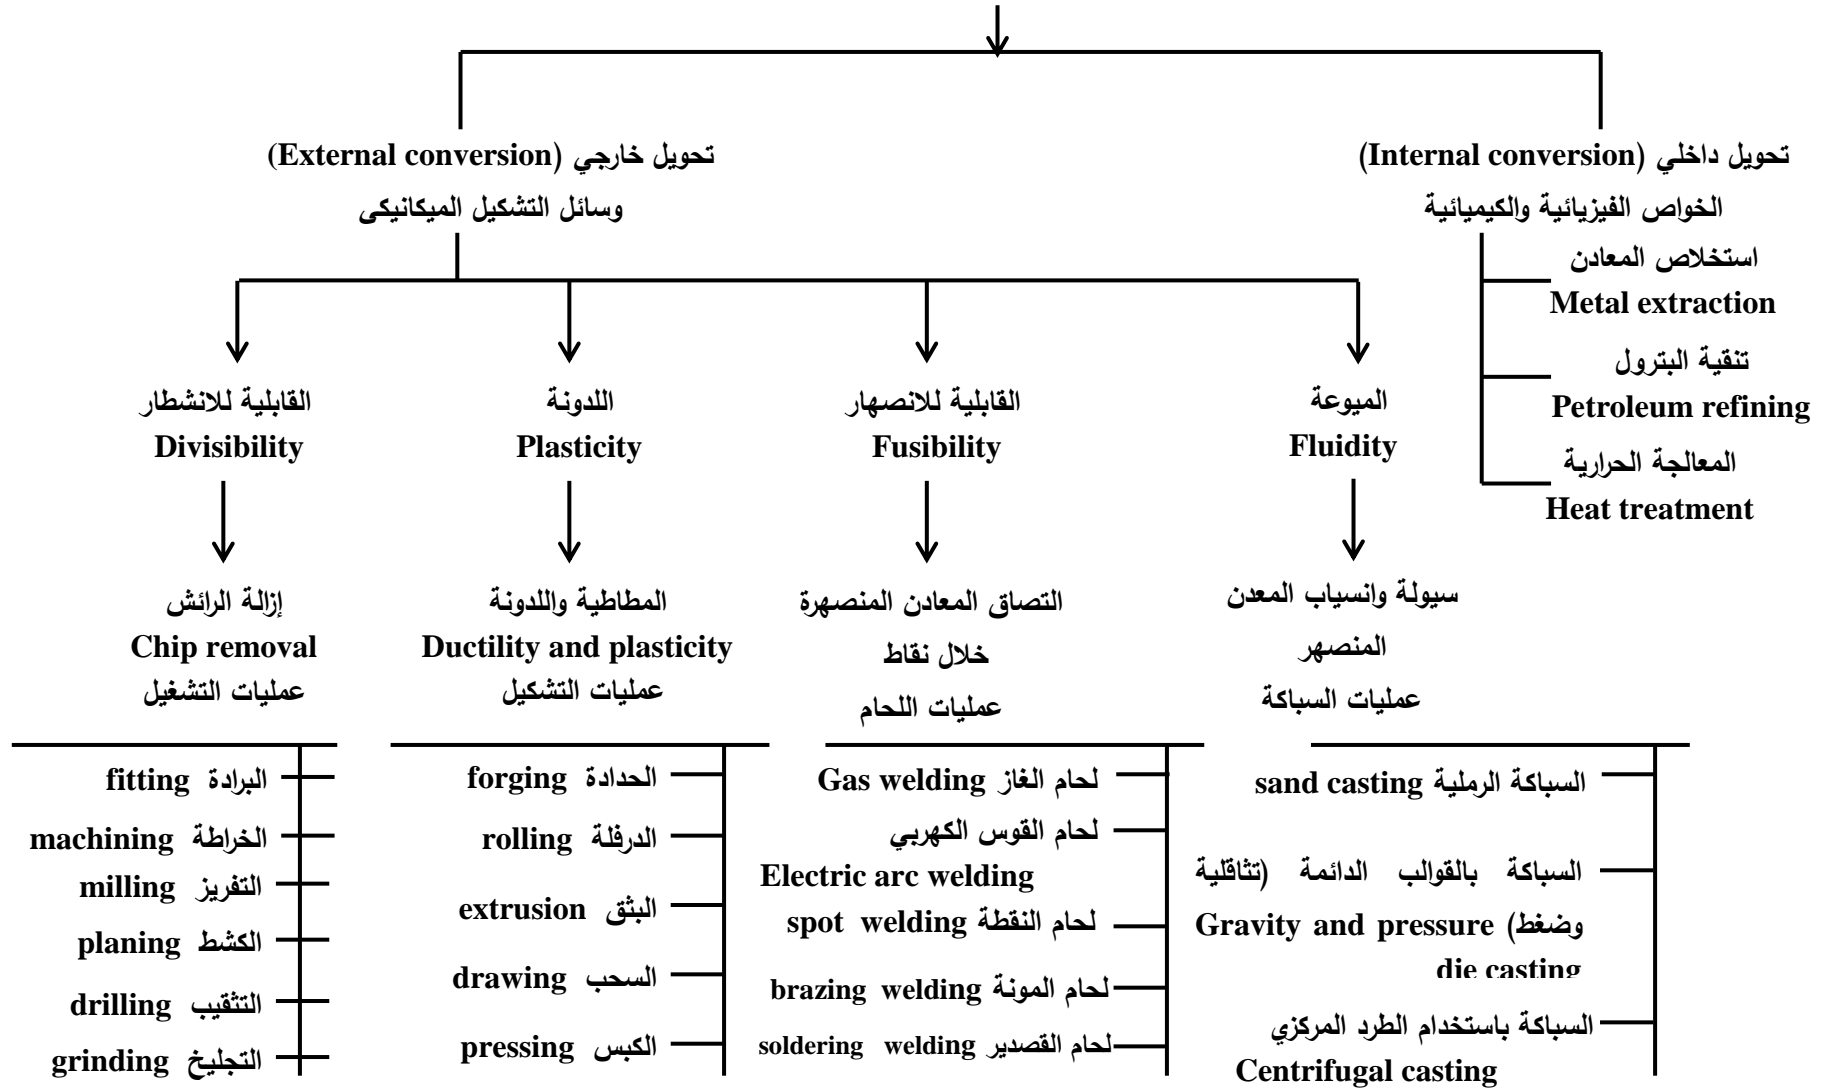 تحويل داخلي (Internal conversion)
الخواص الفيزيائية والكيميائية
استخلاص المعادن
Metal extraction
تنقية البترول
Petroleum refining
المعالجة الحرارية
Heat treatment
تحويل خارجي (External conversion)
وسائل التشكيل الميكانيكى
الميوعة
Fluidity
سيولة وانسياب المعدن
المنصهر
عمليات السباكة
السباكة الرملية sand casting
السباكة بالقوالب الدائمة (تثاقلية
وضغط) Gravity and pressure
die casting
السباكة باستخدام الطرد المركزي
Centrifugal casting
القابلية للانصهار
Fusibility
التصاق المعادن المنصهرة
خلال نقاط
عمليات اللحام
لحام الغاز Gas welding
لحام القوس الكهربي
Electric arc welding
لحام النقطة spot welding
لحام المونة brazing welding
لحام القصدير soldering welding
اللدونة
Plasticity
المطاطية واللدونة
Ductility and plasticity
عمليات التشكيل
الحدادة forging
الدرفلة rolling
البثق extrusion
السحب drawing
الكبس pressing
القابلية للانشطار
Divisibility
إزالة الرائش
Chip removal
عمليات التشغيل
البرادة fitting
الخراطة machining
التفريز milling
الكشط planing
التثقيب drilling
التجليخ grinding